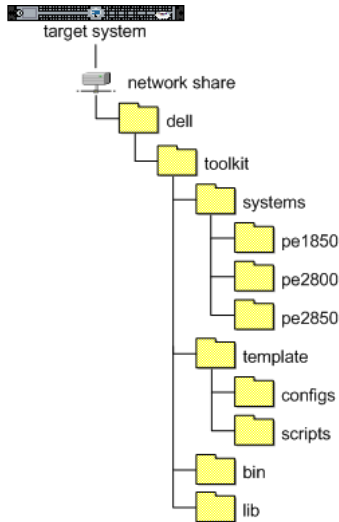 target system
network share
dell
toolkit
systems
pe1850
pe2800
pe2850
template
configs
scripts
bin
lib